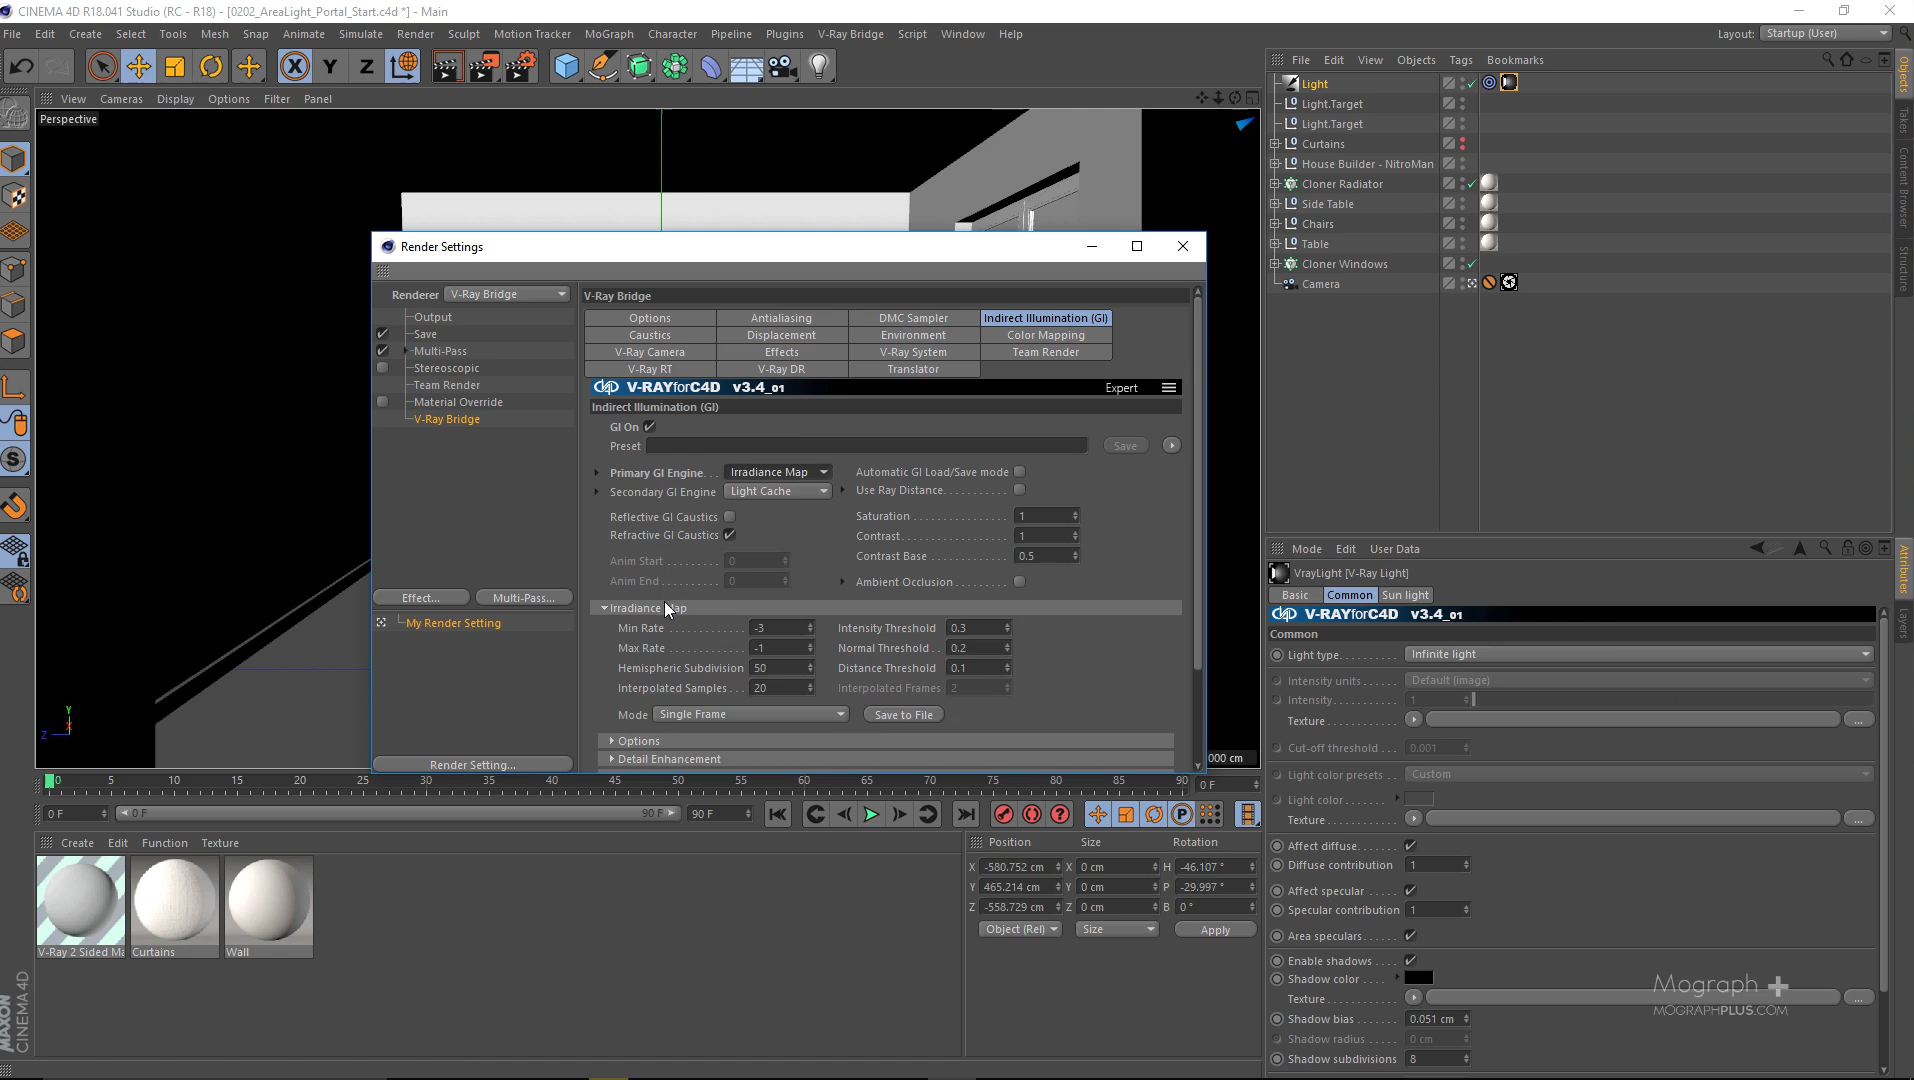 CINEMA 4D R18.041 Studio (RC - R18) - [0202_AreaLight_Portal_Start.c4d *] - Main
File Edit Create Select Tools Mesh Snap Animate Simulate Render Sculpt Motion Tracker MoGraph Character Pipeline Plugins V-Ray Bridge Script Window Help Layout: Startup (User)
X Y Z
View Cameras Display Options Filter Panel
Perspective
Render Settings
Renderer V-Ray Bridge
Output
Save
Multi-Pass
Stereoscopic
Team Render
Material Override
V-Ray Bridge
Effect... Multi-Pass...
My Render Setting
Render Setting...
V-Ray Bridge
Options Antialiasing DMC Sampler Indirect Illumination (GI)
Caustics Displacement Environment Color Mapping
V-Ray Camera Effects V-Ray System Team Render
V-Ray RT V-Ray DR Translator
V-RAYforC4D v3.4_01 Expert
Indirect Illumination (GI)
GI On
Preset Save
Primary GI Engine. . . Irradiance Map Automatic GI Load/Save mode
Secondary GI Engine Light Cache Use Ray Distance. . . . . . . . . . .
Reflective GI Caustics Saturation . . . . . . . . . . . . . . . 1
Refractive GI Caustics Contrast. . . . . . . . . . . . . . . . . 1
Contrast Base . . . . . . . . . . . . 0.5
Anim Start . . . . . . . . 0
Anim End . . . . . . . . . 0 Ambient Occlusion . . . . . . . . .
Irradiance Map
Min Rate . . . . . . . . . . . . -3 Intensity Threshold 0.3
Max Rate . . . . . . . . . . . . -1 Normal Threshold . . 0.2
Hemispheric Subdivision 50 Distance Threshold 0.1
Interpolated Samples . . . 20 Interpolated Frames 2
Mode Single Frame Save to File
Options
Detail Enhancement
000 cm
Y
Z X
0 5 10 15 20 25 30 35 40 45 50 55 60 65 70 75 80 85 90 0 F
0 F 0 F 90 F 90 F
P
Create Edit Function Texture
V-Ray 2 Sided Ma Curtains Wall
Position Size Rotation
X -580.752 cm X 0 cm H -46.107 °
Y 465.214 cm Y 0 cm P -29.997 °
Z -558.729 cm Z 0 cm B 0 °
Object (Rel) Size Apply
MAXON
CINEMA 4D
File Edit View Objects Tags Bookmarks
Light
Light.Target
Light.Target
Curtains
House Builder - NitroMan
Cloner Radiator
Side Table
Chairs
Table
Cloner Windows
Camera
Objects
Takes
Content Browser
Structure
Mode Edit User Data
VrayLight [V-Ray Light]
Basic Common Sun light
V-RAYforC4D v3.4_01
Common
Light type. . . . . . . . . Infinite light
Intensity units . . . . . Default (image)
Intensity. . . . . . . . . . 1
Texture . . . . . . . . . . ...
Cut-off threshold . . . 0.001
Light color presets . . Custom
Light color . . . . . . . .
Texture . . . . . . . . . . ...
Affect diffuse. . . . . .
Diffuse contribution 1
Affect specular . . . .
Specular contribution 1
Area speculars. . . . .
Enable shadows . . . .
Shadow color . . . .
Texture . . . . . . . . . . ...
Shadow bias . . . . . . . 0.051 cm
Shadow radius . . . . . 0 cm
Shadow subdivisions 8
Attributes
Layers
Mograph +
MOGRAPHPLUS.COM